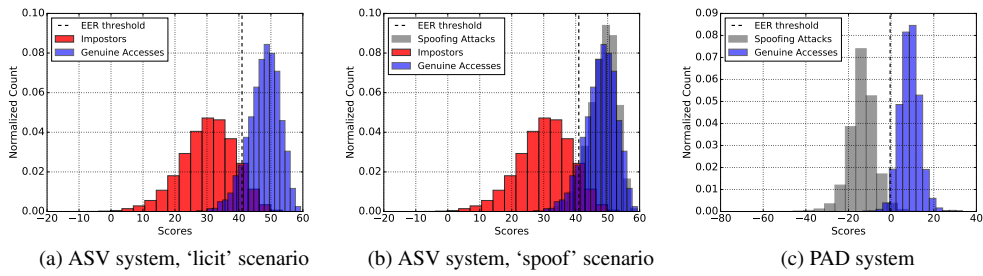 EER threshold
Impostors
Genuine Accesses
Normalized Count
0.10
0.08
0.06
0.04
0.02
0.00
−20 −10 0 10 20 30 40 50 60
Scores
(a) ASV system, ‘licit’ scenario
EER threshold
Spoofing Attacks
Impostors
Genuine Accesses
Normalized Count
0.10
0.08
0.06
0.04
0.02
0.00
−20 −10 0 10 20 30 40 50 60
Scores
(b) ASV system, ‘spoof’ scenario
EER threshold
Spoofing Attacks
Genuine Accesses
Normalized Count
0.09
0.08
0.07
0.06
0.05
0.04
0.03
0.02
0.01
0.00
−80 −60 −40 −20 0 20 40
Scores
(c) PAD system